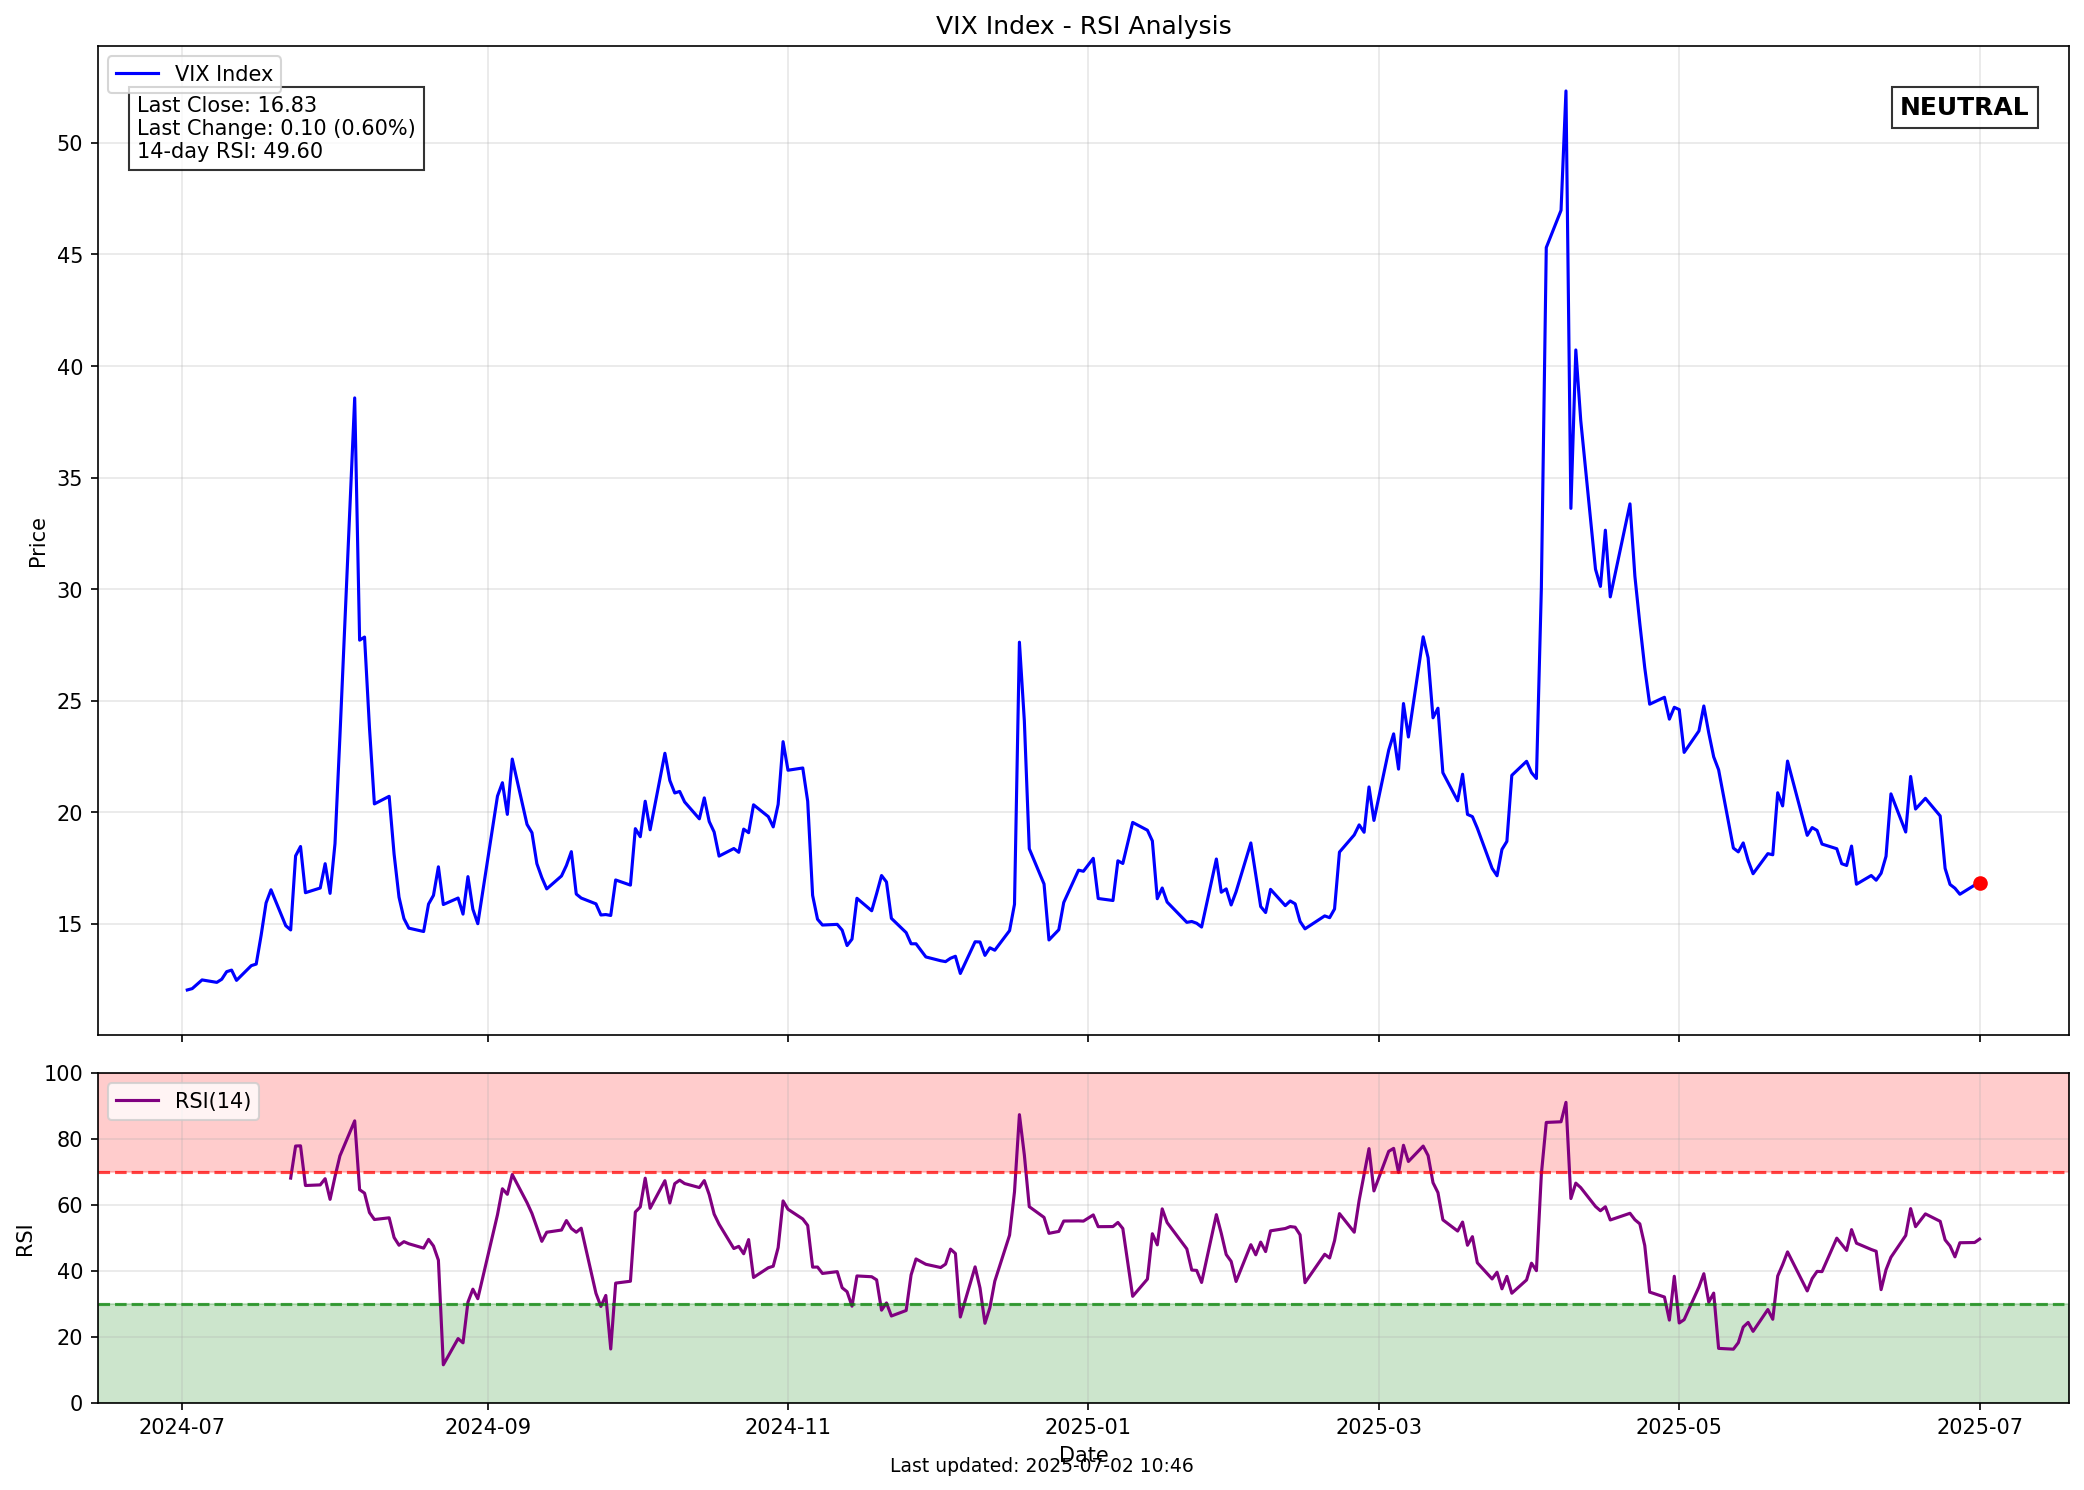 VIX Index - RSI Analysis
VIX Index
Last Close: 16.83
Last Change: 0.10 (0.60%)
14-day RSI: 49.60
NEUTRAL
Price
50
45
40
35
30
25
20
15
RSI(14)
RSI
100
80
60
40
20
0
2024-07
2024-09
2024-11
2025-01
2025-03
2025-05
2025-07
Date
Last updated: 2025-07-02 10:46